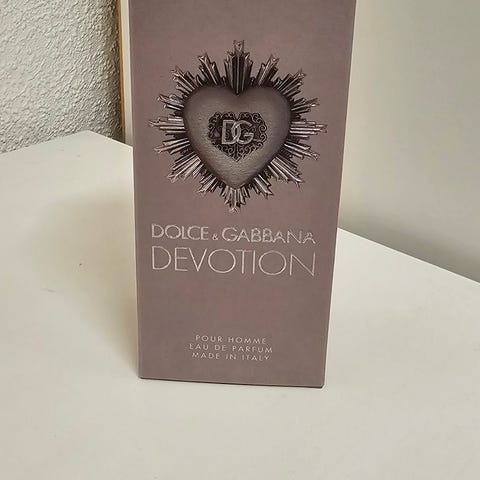 DG
DOLCE & GABBANA
DEVOTION
POUR HOMME
EAU DE PARFUM
MADE IN ITALY